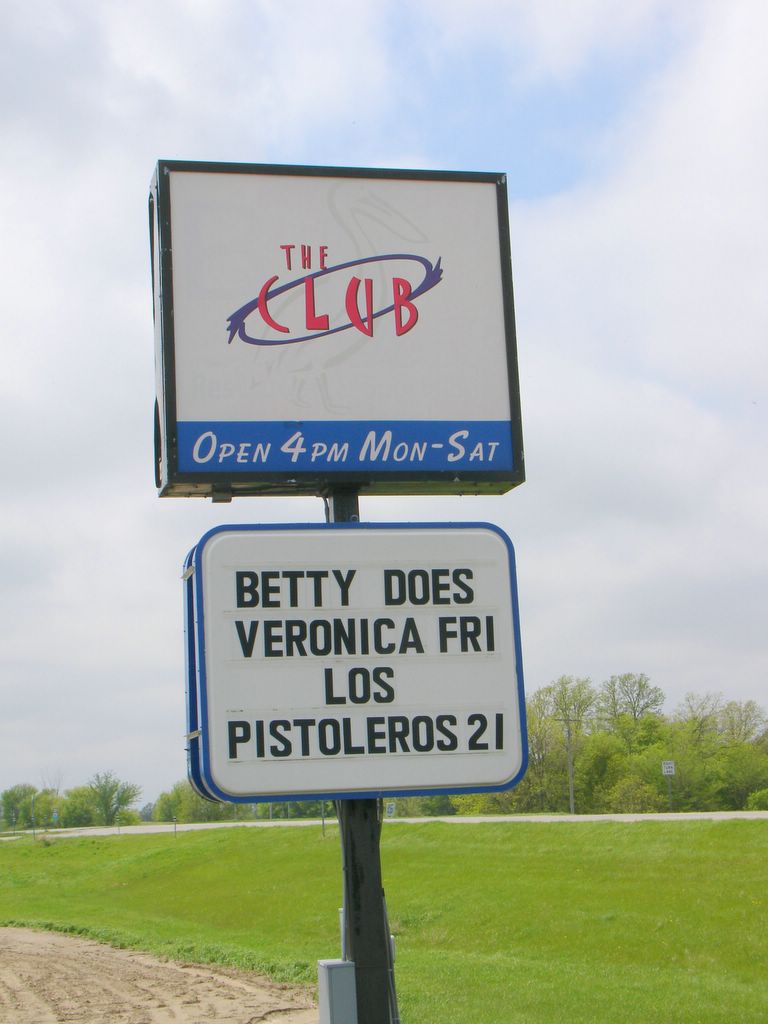 THE
CLUB
OPEN 4PM MON-SAT
BETTY DOES
VERONICA FRI
LOS
PISTOLEROS 21